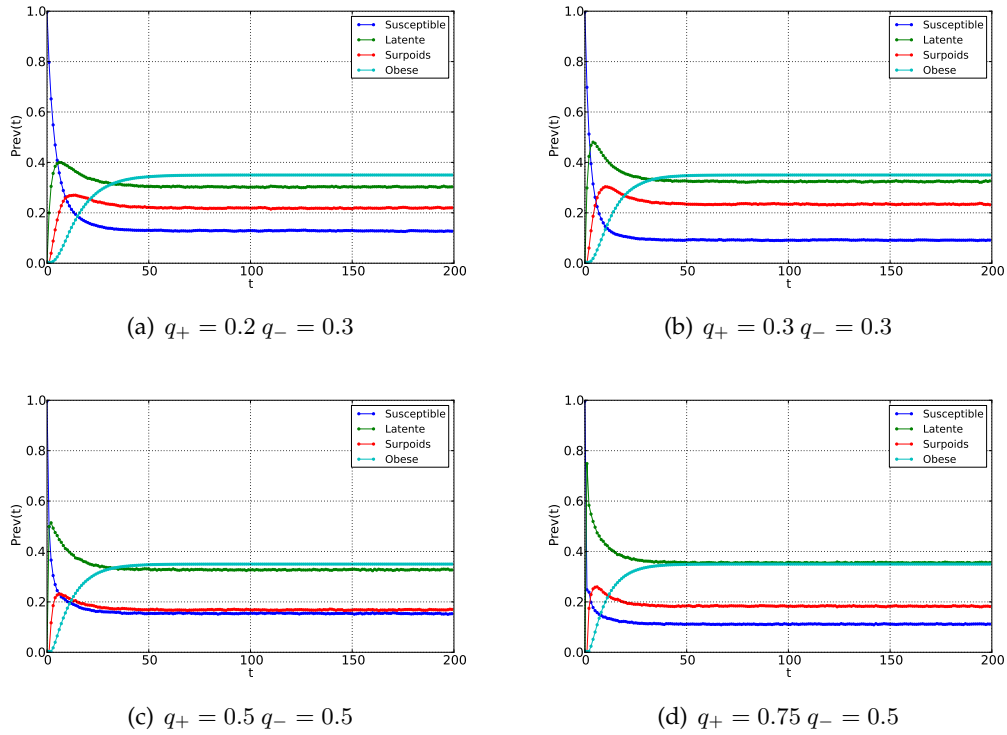 1.0
0.8
0.6
0.4
0.2
0.0
Prev(t)
0 50 100 150 200
t
Susceptible
Latente
Surpoids
Obese
(a) q+ = 0.2 q− = 0.3
1.0
0.8
0.6
0.4
0.2
0.0
Prev(t)
0 50 100 150 200
t
Susceptible
Latente
Surpoids
Obese
(b) q+ = 0.3 q− = 0.3
1.0
0.8
0.6
0.4
0.2
0.0
Prev(t)
0 50 100 150 200
t
Susceptible
Latente
Surpoids
Obese
(c) q+ = 0.5 q− = 0.5
1.0
0.8
0.6
0.4
0.2
0.0
Prev(t)
0 50 100 150 200
t
Susceptible
Latente
Surpoids
Obese
(d) q+ = 0.75 q− = 0.5